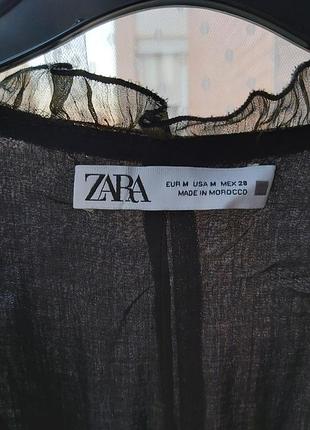 ZARA
EUR M USA M MEX 28
MADE IN MOROCCO